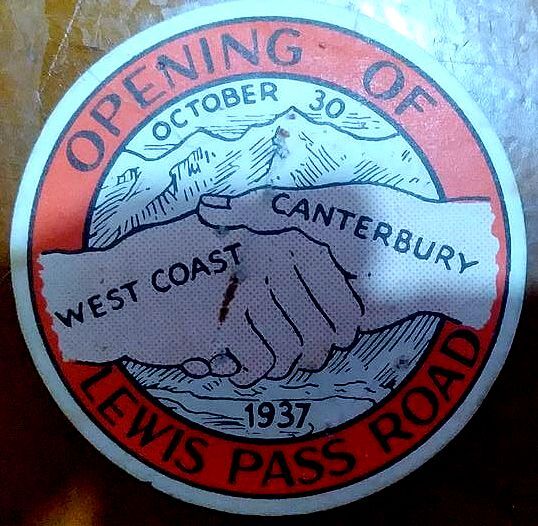 OPENING OF
OCTOBER 30
CANTERBURY
WEST COAST
1937
LEWIS PASS ROAD